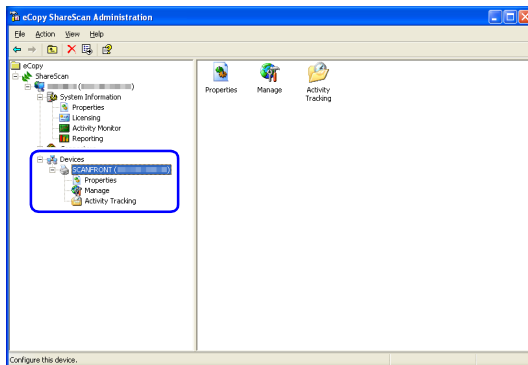 eCopy ShareScan Administration
File Action View Help
eCopy
ShareScan
System Information
Properties
Licensing
Activity Monitor
Reporting
Devices
SCANFRONT (
Properties
Manage
Activity Tracking
Properties Manage Activity Tracking
Configure this device.